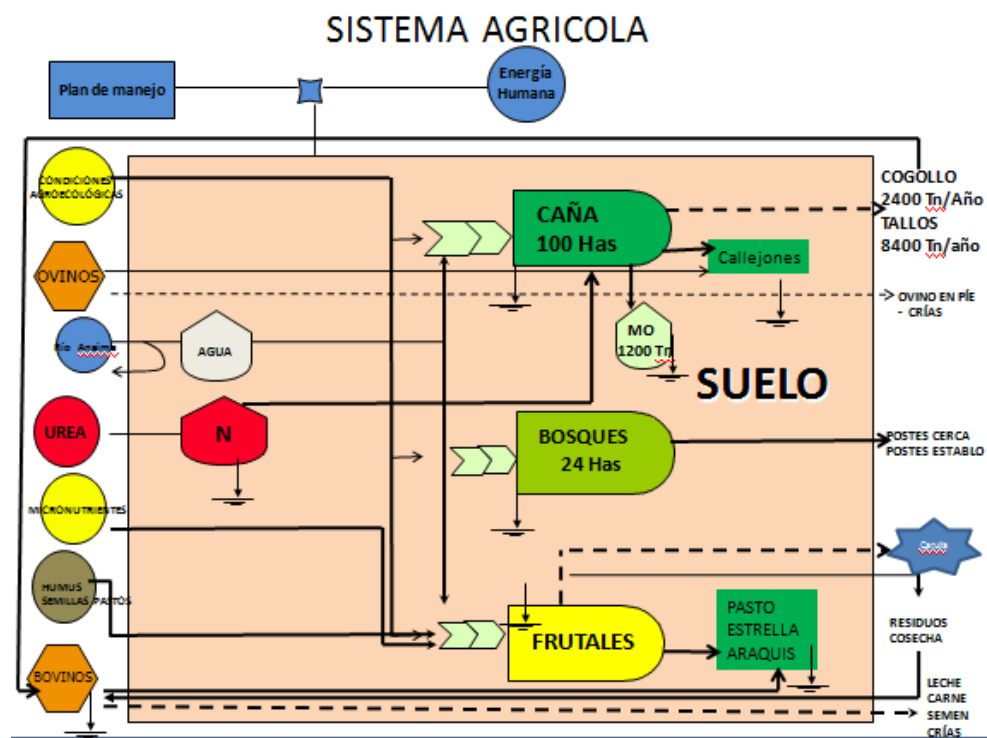 SISTEMA AGRICOLA
Plan de manejo
Energía
Humana
CONDICIONES
AGROECOLÓGICAS
OVINOS
AGUA
UREA
N
MICRONUTRIENTES
HUMUS
SEMILLAS PASTOS
BOVINOS
CAÑA
100 Has
Callejones
MO
1200 Tn
SUELO
BOSQUES
24 Has
FRUTALES
PASTO
ESTRELLA
ARAQUIS
COGOLLO
2400 Tn/Año
TALLOS
8400 Tn/año
OVINO EN PÍE
- CRÍAS
POSTES CERCA
POSTES ESTABLO
RESIDUOS
COSECHA
LECHE
CARNE
SEMEN
CRÍAS